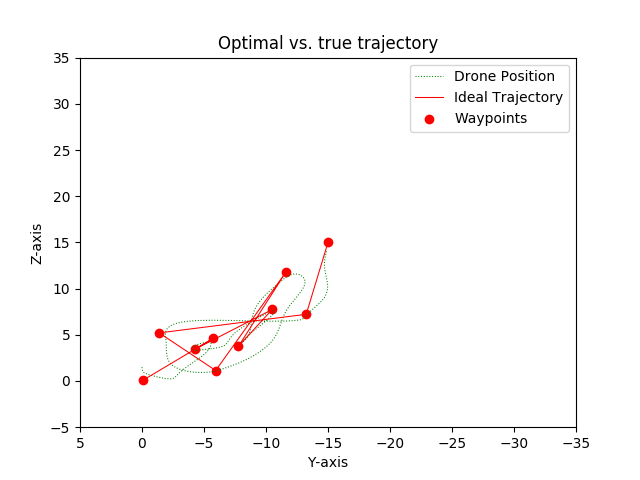 Optimal vs. true trajectory
Drone Position
Ideal Trajectory
Waypoints
Z-axis
35
30
25
20
15
10
5
0
−5
5 0 −5 −10 −15 −20 −25 −30 −35
Y-axis